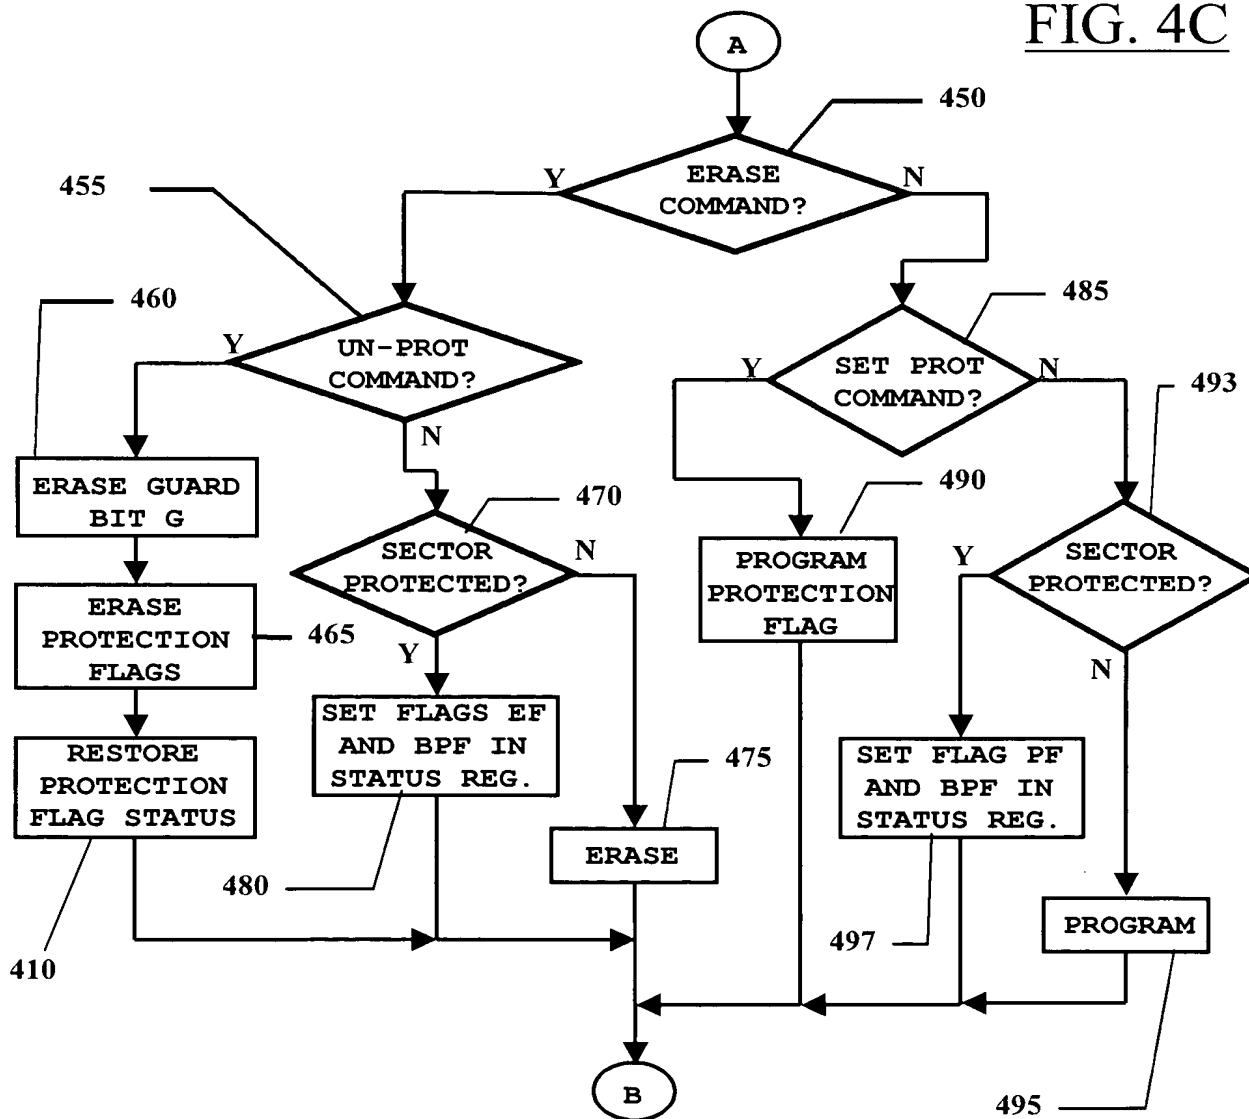 FIG. 4C
A
450
ERASE
COMMAND?
Y
N
455
460
485
UN-PROT
COMMAND?
Y
N
SET PROT
COMMAND?
Y
N
493
ERASE GUARD
BIT G
470
490
SECTOR
PROTECTED?
N
Y
PROGRAM
PROTECTION
FLAG
SECTOR
PROTECTED?
Y
N
ERASE
PROTECTION
FLAGS
465
SET FLAGS EF
AND BPF IN
STATUS REG.
RESTORE
PROTECTION
FLAG STATUS
475
SET FLAG PF
AND BPF IN
STATUS REG.
ERASE
480
PROGRAM
497
410
B
495